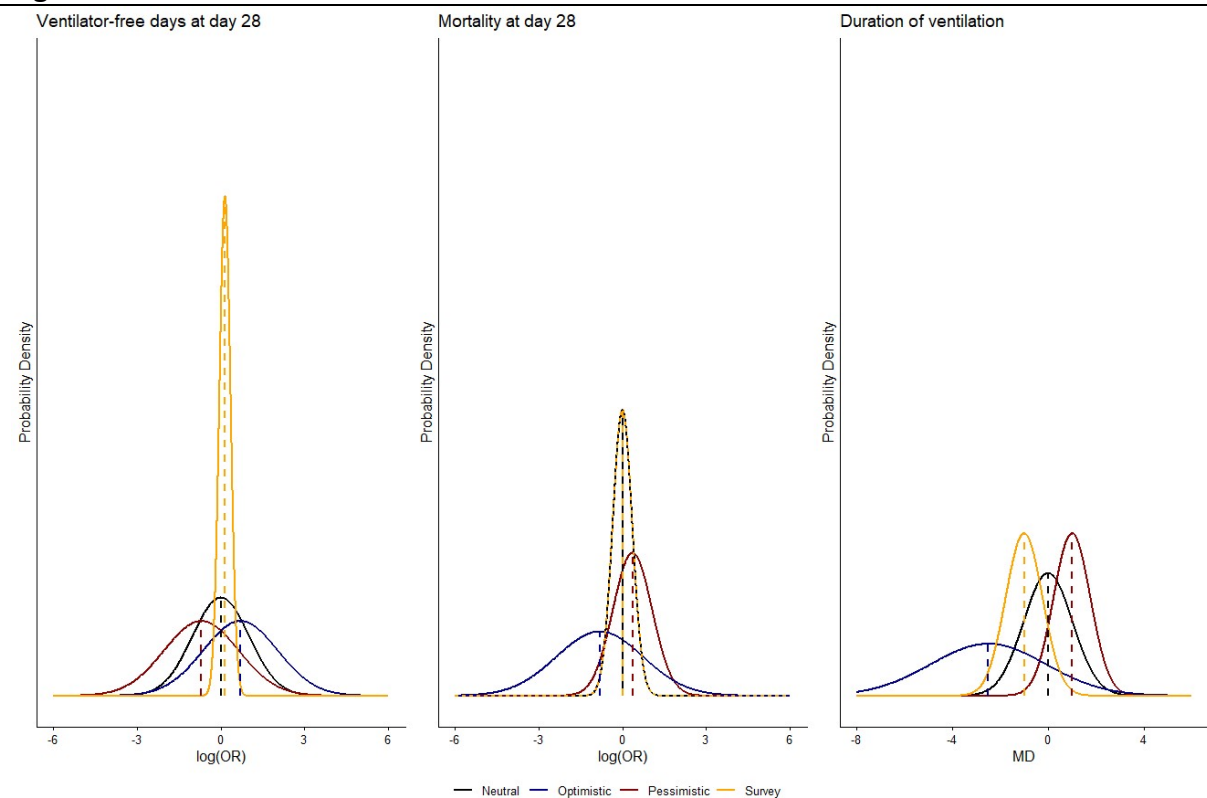 Ventilator-free days at day 28
Mortality at day 28
Duration of ventilation
Probability Density
Probability Density
Probability Density
-6 -3 0 3 6
-6 -3 0 3 6
-8 -4 0 4
log(OR)
log(OR)
MD
Neutral Optimistic Pessimistic Survey